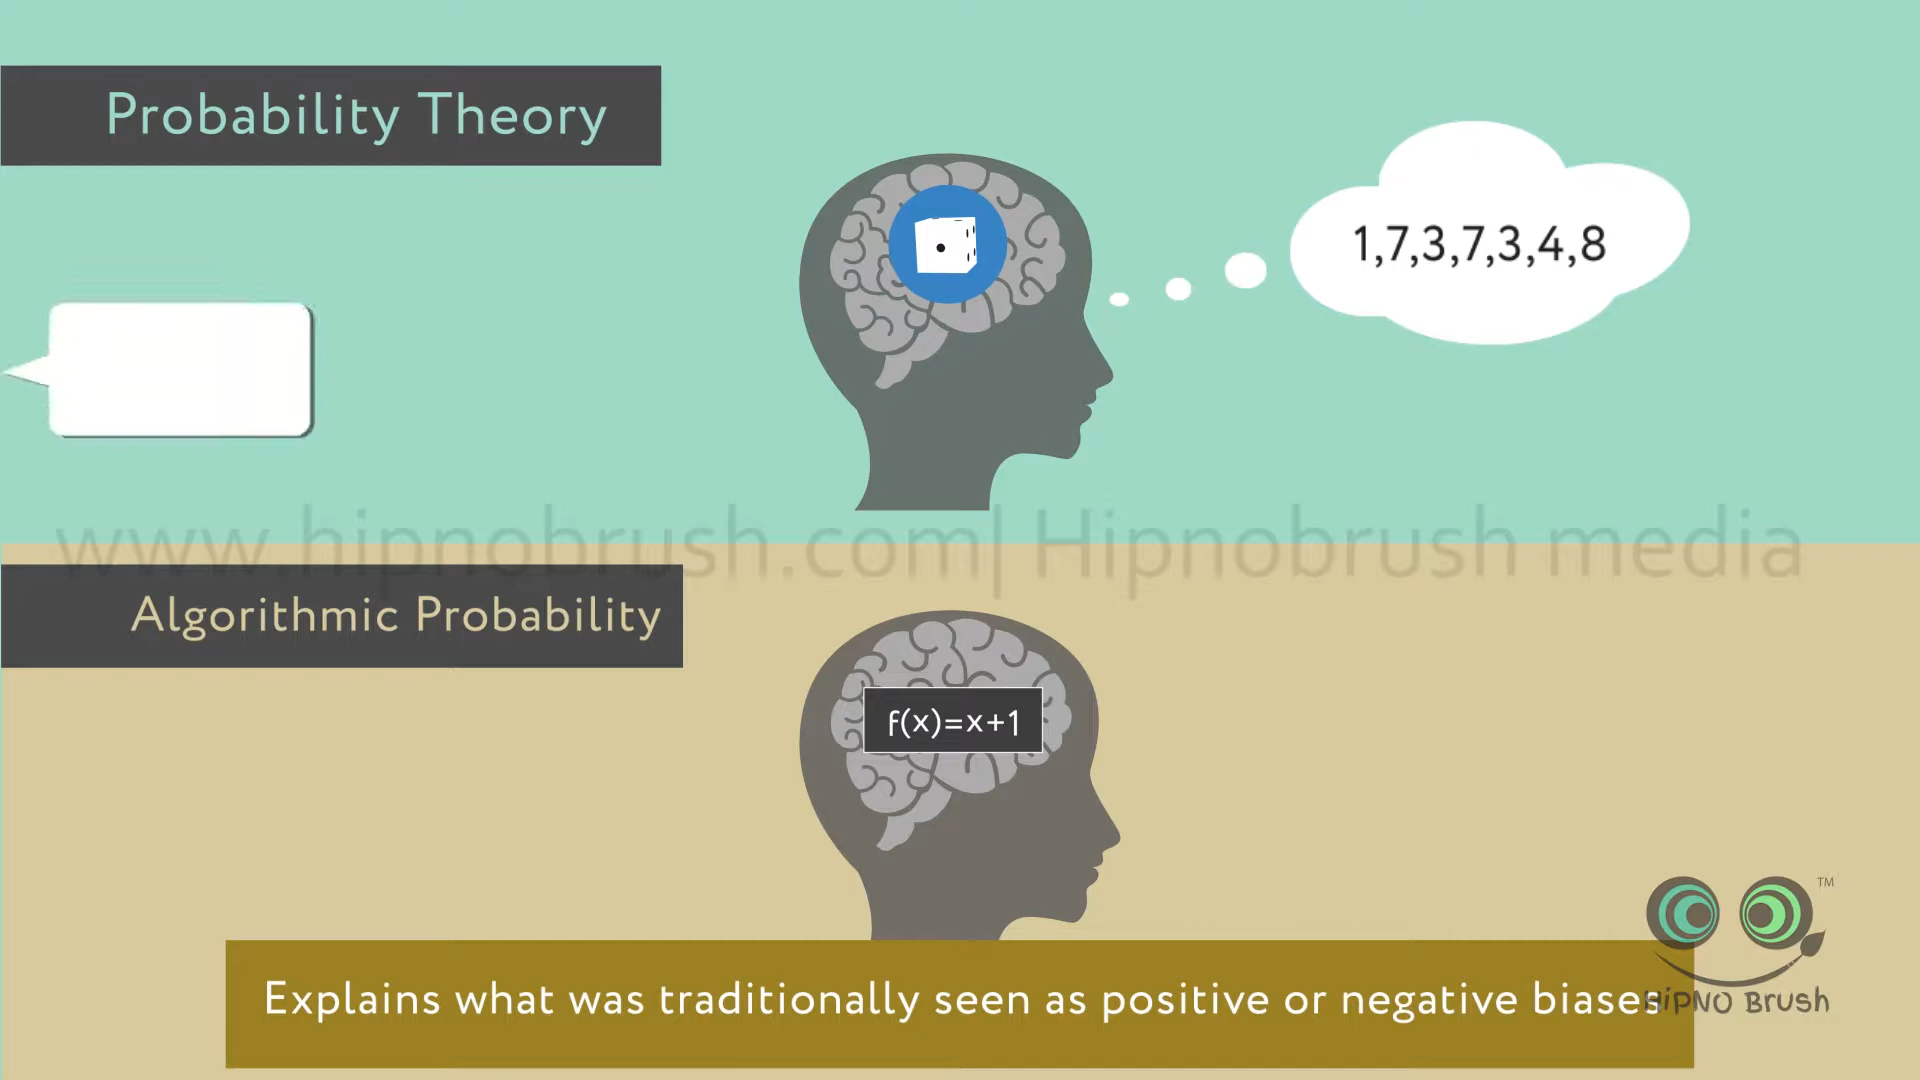 Probability Theory
1,7,3,7,3,4,8
www.hipnobrush.com| Hipnobrush media
Algorithmic Probability
f(x)=x+1
TM
Explains what was traditionally seen as positive or negative biases
HiPNO Brush